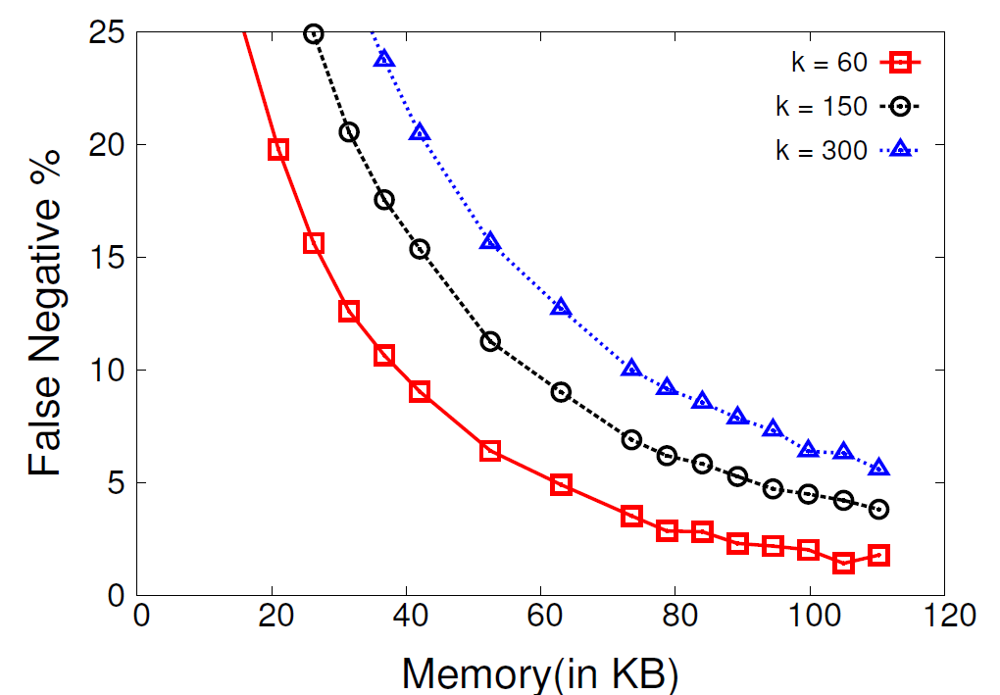 25
20
15
10
5
0
False Negative %
k = 60
k = 150
k = 300
0 20 40 60 80 100 120
Memory(in KB)